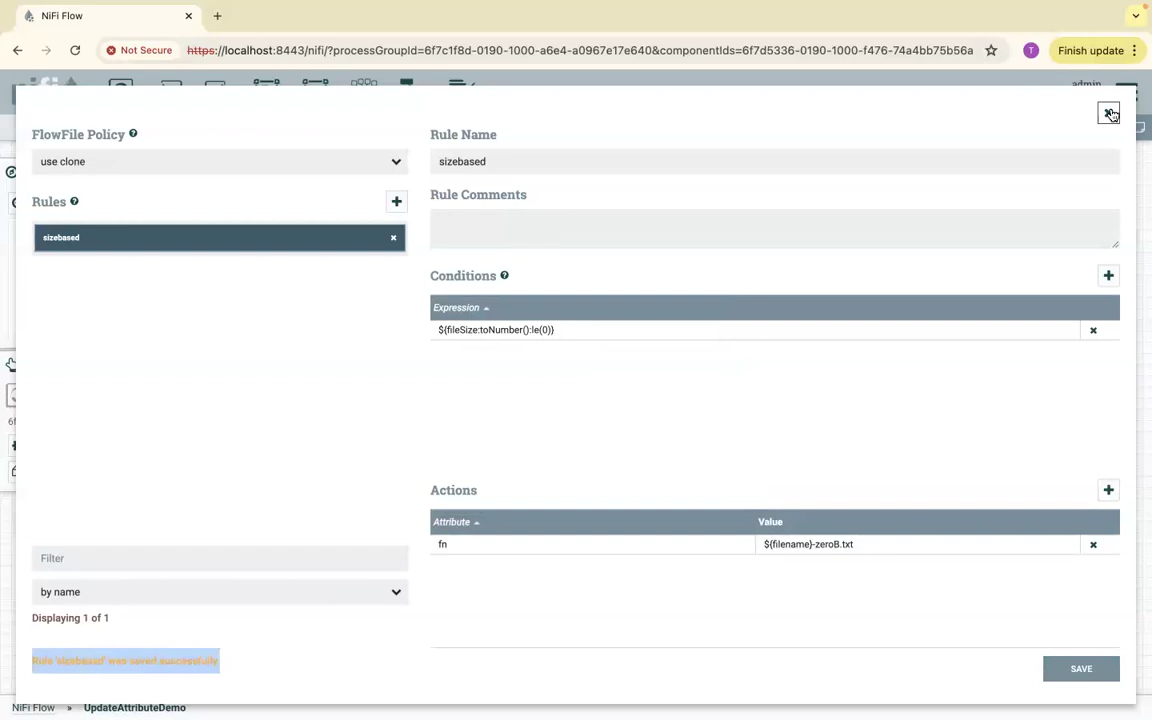 NiFi Flow
Not Secure
https://localhost:8443/nifi/?processGroupId=6f7c1f8d-0190-1000-a6e4-a0967e17e640&componentIds=6f7d5336-0190-1000-f476-74a4bb75b56a
T
Finish update
admin
FlowFile Policy
use clone
Rules
sizebased
Filter
by name
Displaying 1 of 1
Rule 'sizebased' was saved successfully.
Rule Name
sizebased
Rule Comments
Conditions
Expression
${fileSize:toNumber():le(0)}
Actions
Attribute Value
fn ${filename}-zeroB.txt
SAVE
NiFi Flow » UpdateAttributeDemo